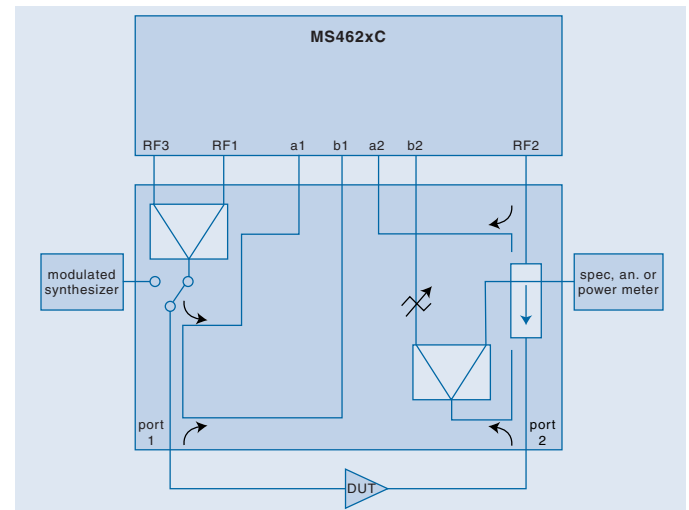 MS462xC
RF3 RF1 a1 b1 a2 b2 RF2
modulated
synthesizer
spec, an. or
power meter
port
1
port
2
DUT